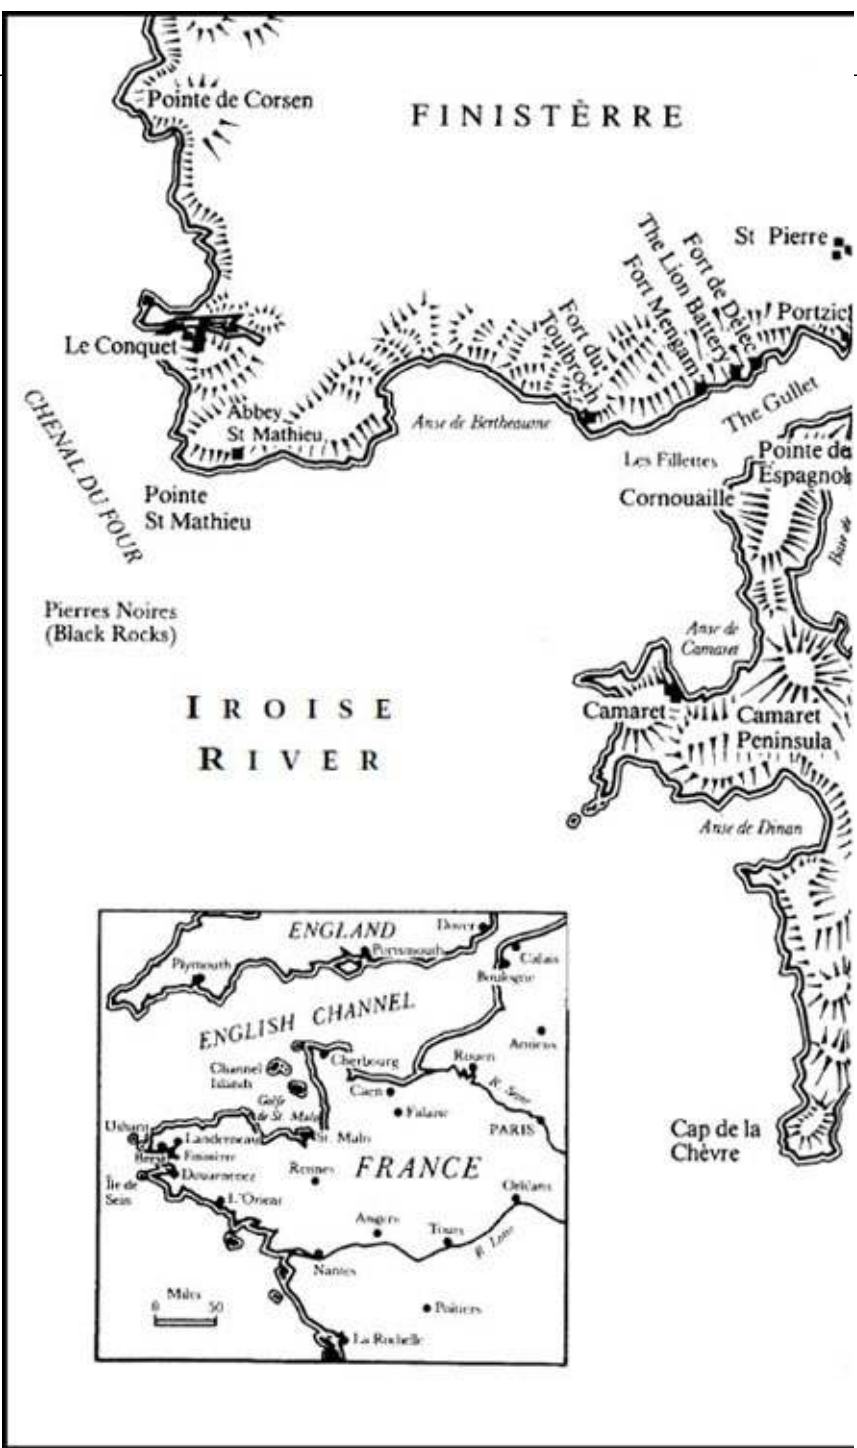 Pointe de Corsen
FINISTÈRRE
St Pierre
Fort de Délec
The Lion Battery
Fort Mengam
Fort du
Toulbroch
Portzic
Le Conquet
The Gullet
Abbey
St Mathieu
Anse de Bertheaume
CHENAL DU FOUR
Les Fillettes
Pointe des
Espagnols
Cornouaille
Pointe
St Mathieu
Base de
Pierres Noires
(Black Rocks)
Anse de
Camaret
IROISE
RIVER
Camaret
Camaret
Peninsula
Anse de Dinan
Cap de la
Chèvre
ENGLAND
Dover
Portsmouth
Plymouth
Calais
Boulogne
ENGLISH CHANNEL
Amiens
Cherbourg
Rouen
Channel
Islands
Caen
R. Seine
Golfe
de St. Malo
Falaise
Ushant
Landerneau
St. Malo
PARIS
Brest
Finistère
Douarnenez
Rennes
FRANCE
Île de
Sein
L'Orient
Orléans
Angers
Tours
R. Loire
Nantes
Miles
0 50
Poitiers
La Rochelle